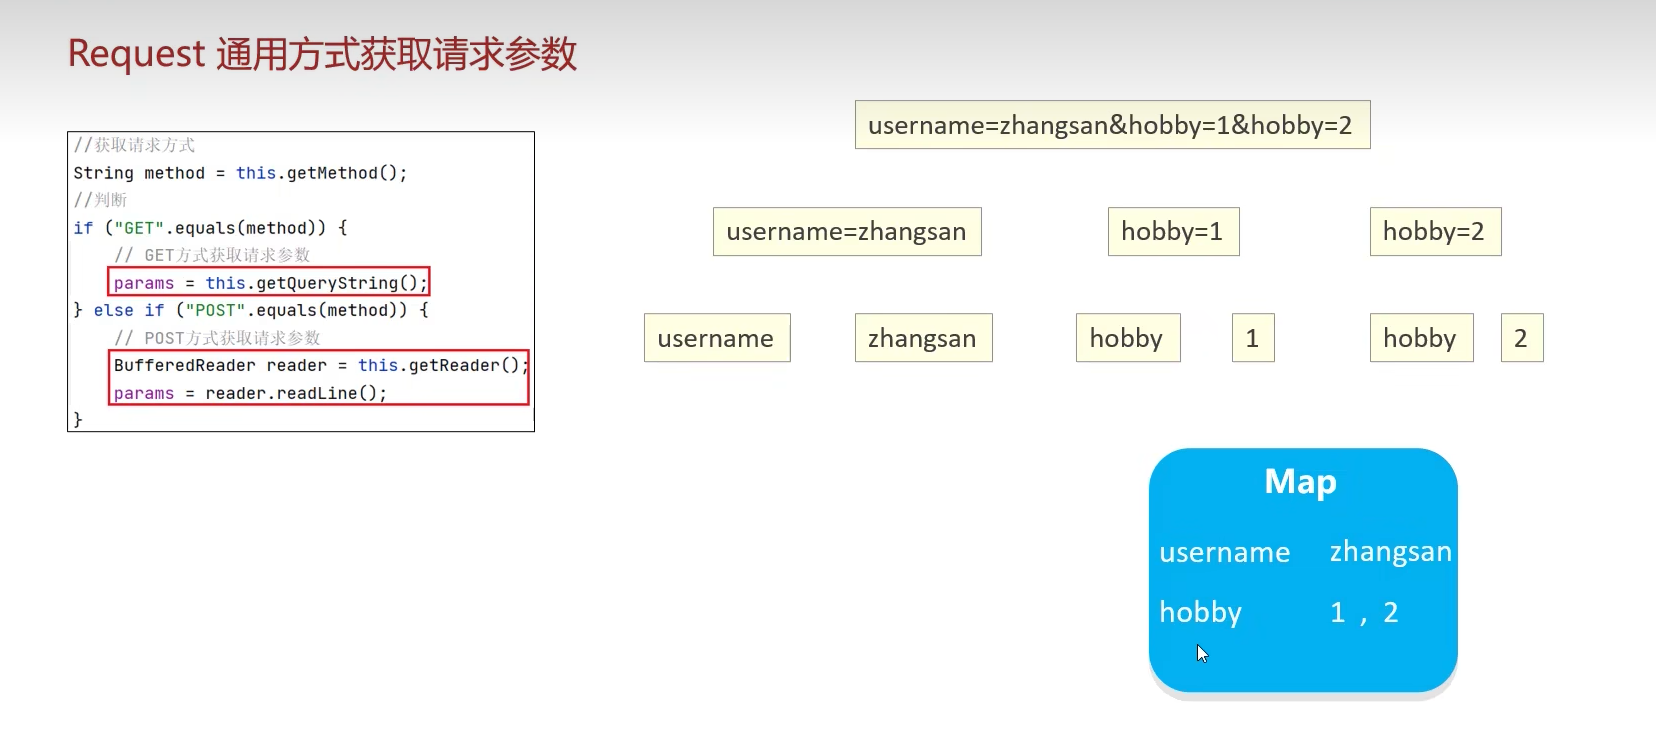 Request 通用方式获取请求参数
//获取请求方式
String method = this.getMethod();
//判断
if ("GET".equals(method)) {
    // GET方式获取请求参数
    params = this.getQueryString();
} else if ("POST".equals(method)) {
    // POST方式获取请求参数
    BufferedReader reader = this.getReader();
    params = reader.readLine();
}
username=zhangsan&hobby=1&hobby=2
username=zhangsan hobby=1 hobby=2
username zhangsan hobby 1 hobby 2
Map
username zhangsan
hobby 1 , 2